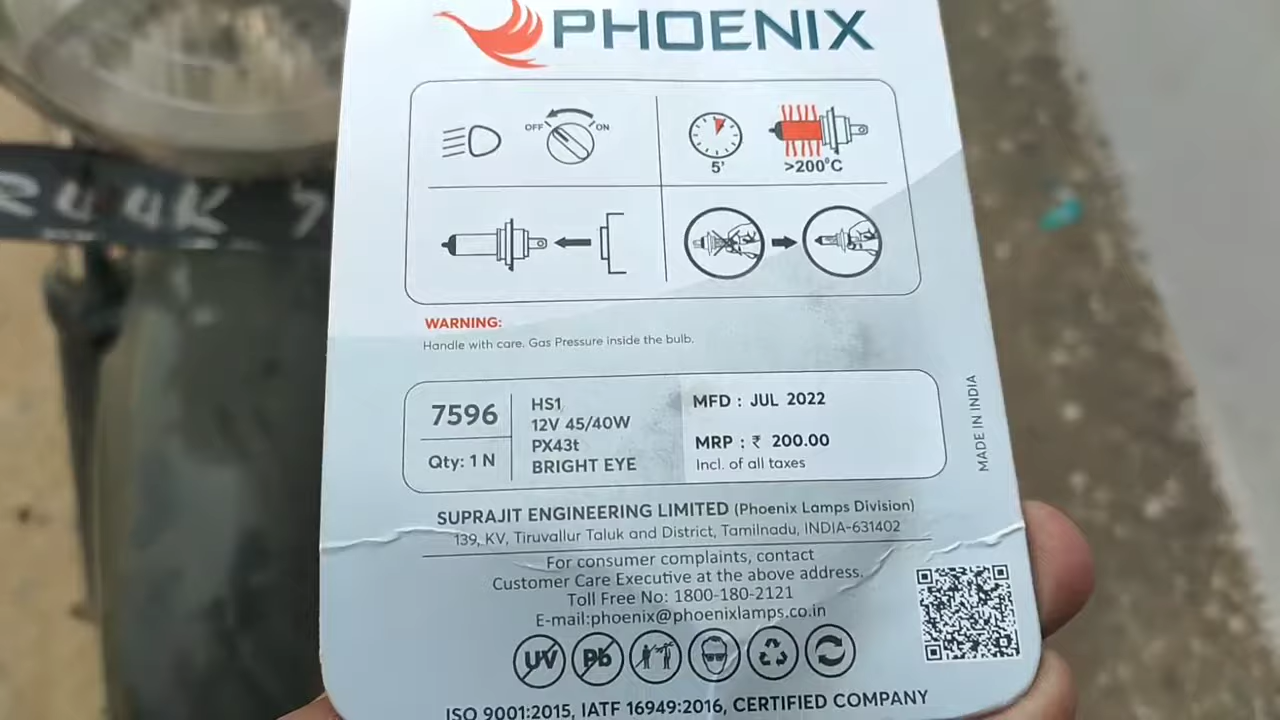 PHOENIX
OFF ON
5'
>200°C
WARNING:
Handle with care. Gas Pressure inside the bulb.
7596
Qty: 1 N
HS1
12V 45/40W
PX43t
BRIGHT EYE
MFD : JUL 2022
MRP : ₹ 200.00
Incl. of all taxes
MADE IN INDIA
SUPRAJIT ENGINEERING LIMITED (Phoenix Lamps Division)
139, KV, Tiruvallur Taluk and District, Tamilnadu, INDIA-631402
For consumer complaints, contact
Customer Care Executive at the above address.
Toll Free No: 1800-180-2121
E-mail:phoenix@phoenixlamps.co.in
UV Pb
ISO 9001:2015, IATF 16949:2016, CERTIFIED COMPANY